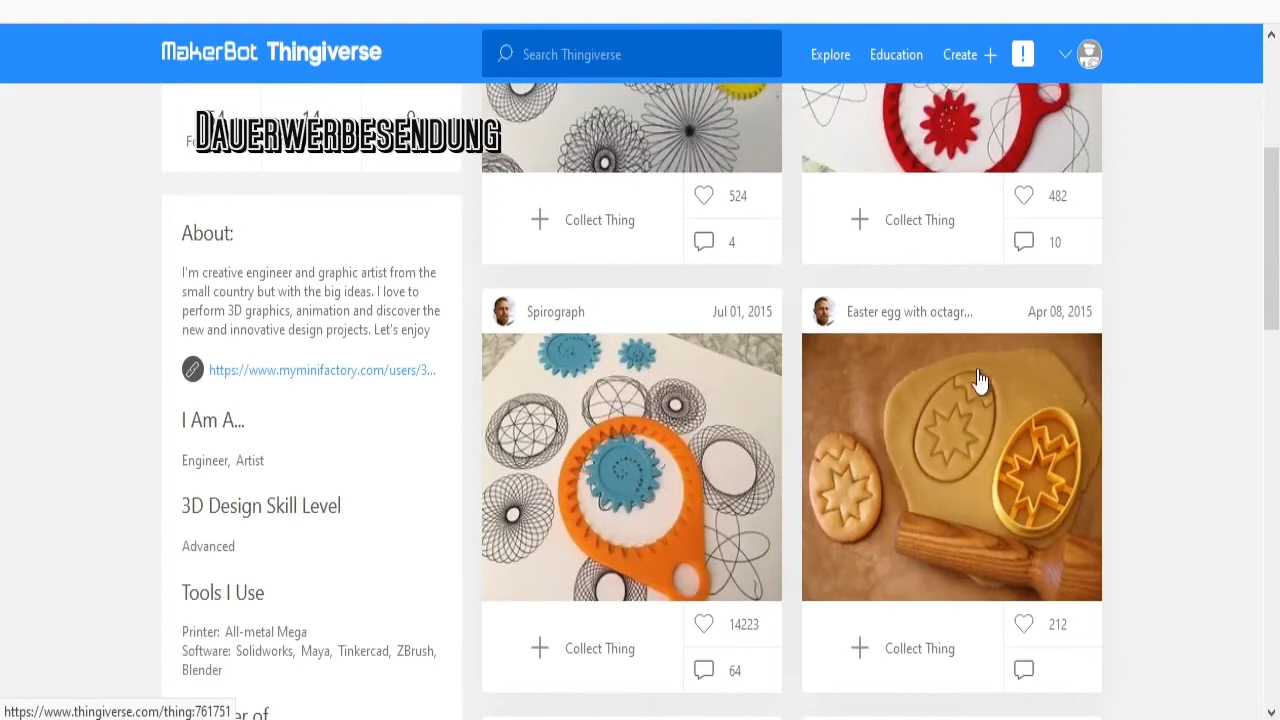 MakerBot Thingiverse
Search Thingiverse
Explore
Education
Create
DAUERWERBESENDUNG
524
Collect Thing
4
482
Collect Thing
10
About:
I'm creative engineer and graphic artist from the
small country but with the big ideas. I love to
perform 3D graphics, animation and discover the
new and innovative design projects. Let's enjoy
https://www.myminifactory.com/users/3...
I Am A...
Engineer, Artist
3D Design Skill Level
Advanced
Tools I Use
Printer: All-metal Mega
Software: Solidworks, Maya, Tinkercad, ZBrush,
Blender
Spirograph
Jul 01, 2015
14223
Collect Thing
64
Easter egg with octagr...
Apr 08, 2015
212
Collect Thing
https://www.thingiverse.com/thing:761751